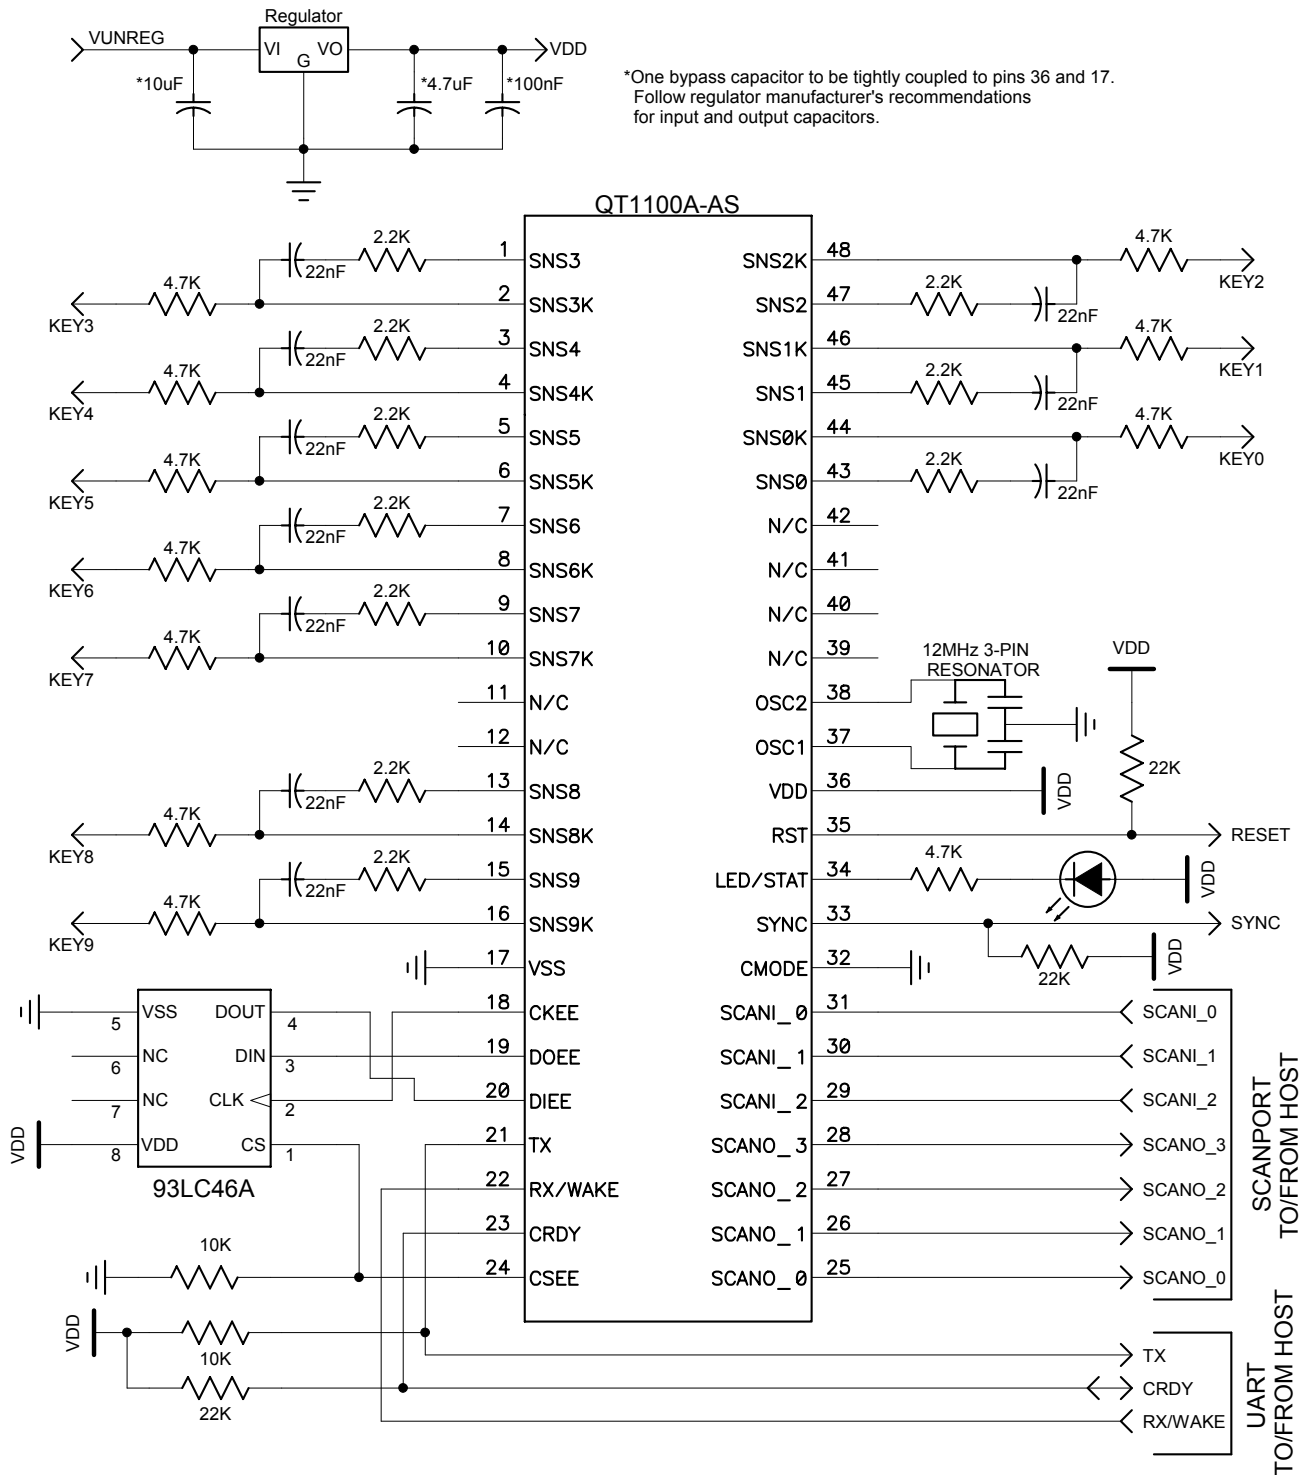 Regulator
VUNREG
VI
VO
G
VDD
*10uF
*4.7uF
*100nF
*One bypass capacitor to be tightly coupled to pins 36 and 17.
Follow regulator manufacturer's recommendations
for input and output capacitors.
QT1100A-AS
2.2K
22nF
1
SNS3
4.7K
KEY3
2
SNS3K
2.2K
22nF
3
SNS4
4.7K
KEY4
4
SNS4K
2.2K
22nF
5
SNS5
4.7K
KEY5
6
SNS5K
2.2K
22nF
7
SNS6
4.7K
KEY6
8
SNS6K
2.2K
22nF
9
SNS7
4.7K
KEY7
10
SNS7K
11
N/C
12
N/C
2.2K
22nF
13
SNS8
4.7K
KEY8
14
SNS8K
2.2K
22nF
15
SNS9
4.7K
KEY9
16
SNS9K
17
VSS
18
CKEE
19
DOEE
20
DIEE
21
TX
22
RX/WAKE
23
CRDY
24
CSEE
SNS2K
48
4.7K
KEY2
SNS2
47
2.2K
22nF
SNS1K
46
4.7K
KEY1
SNS1
45
2.2K
22nF
SNS0K
44
4.7K
KEY0
SNS0
43
2.2K
22nF
N/C
42
N/C
41
N/C
40
N/C
39
12MHz 3-PIN
RESONATOR
OSC2
38
OSC1
37
VDD
36
VDD
VDD
22K
RST
35
RESET
LED/STAT
34
4.7K
VDD
SYNC
33
SYNC
22K
VDD
CMODE
32
SCANI_0
31
SCANI_0
SCANI_1
30
SCANI_1
SCANI_2
29
SCANI_2
SCANO_3
28
SCANO_3
SCANO_2
27
SCANO_2
SCANO_1
26
SCANO_1
SCANO_0
25
SCANO_0
SCANPORT
TO/FROM HOST
5
VSS
DOUT
4
6
NC
DIN
3
7
NC
CLK
2
VDD
8
VDD
CS
1
93LC46A
10K
VDD
10K
22K
TX
CRDY
RX/WAKE
UART
TO/FROM HOST